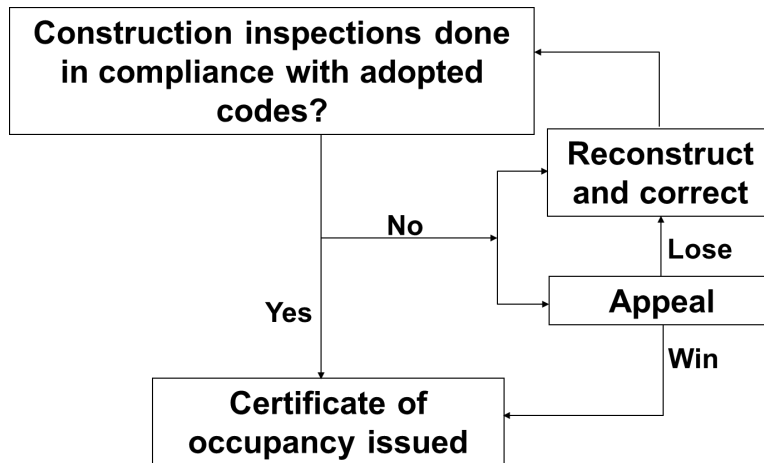 Construction inspections done
in compliance with adopted
codes?
Reconstruct
and correct
No
Lose
Appeal
Yes
Win
Certificate of
occupancy issued